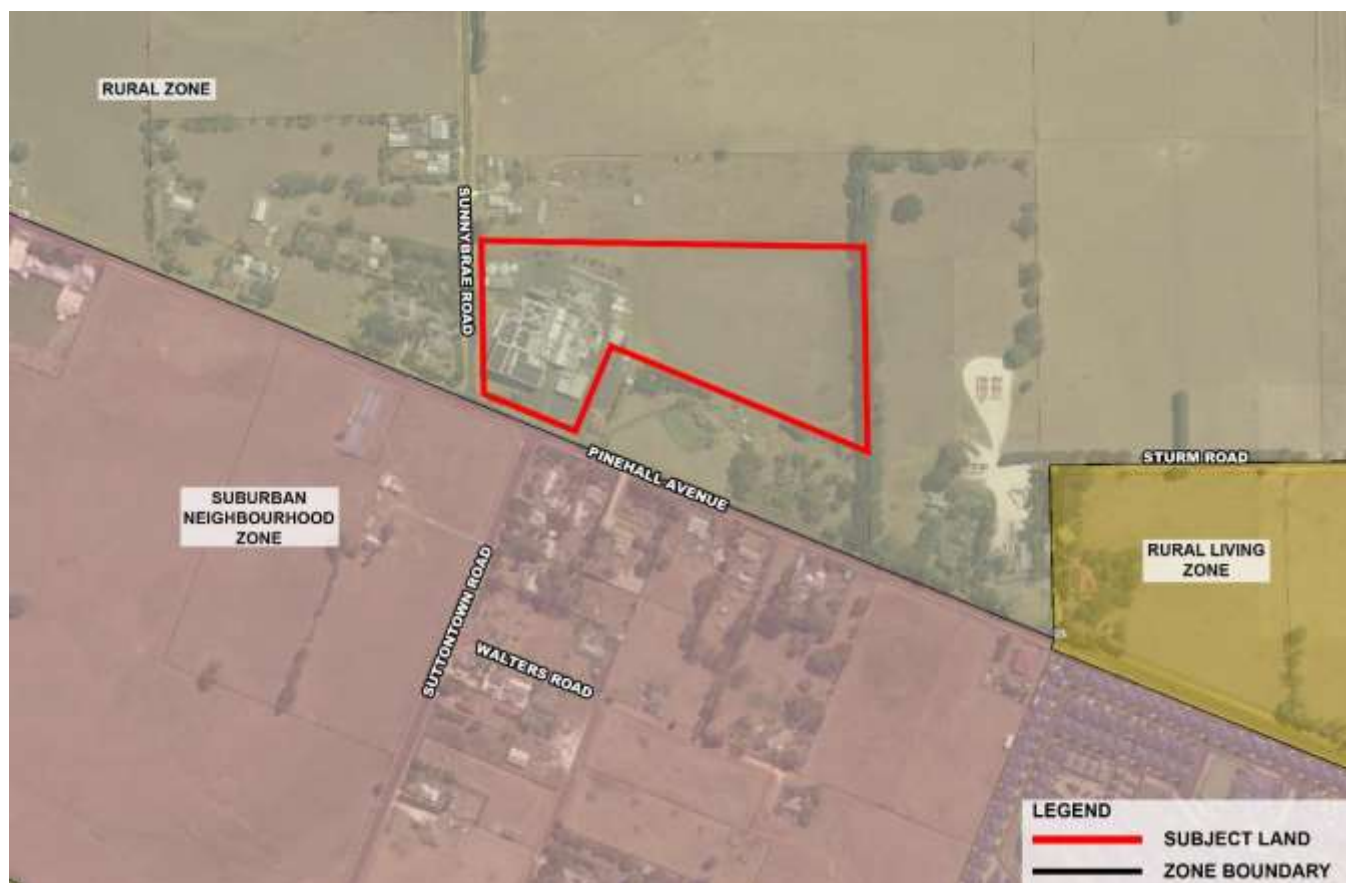 RURAL ZONE
SUNNYBRAE ROAD
PINEHALL AVENUE
STURM ROAD
SUBURBAN
NEIGHBOURHOOD
ZONE
RURAL LIVING
ZONE
SUTTONTOWN ROAD
WALTERS ROAD
LEGEND
SUBJECT LAND
ZONE BOUNDARY